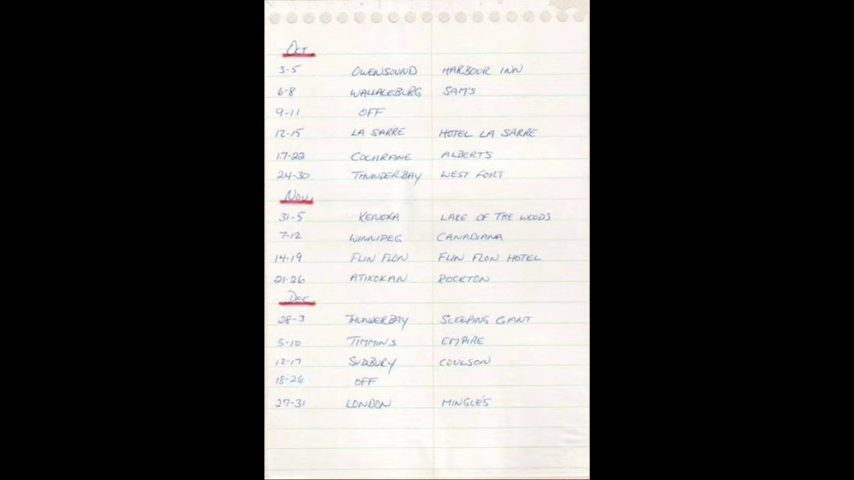 Oct
3-5 OWENSOUND HARBOUR INN
6-8 WALLACEBURG SAM'S
9-11 OFF
12-15 LA SARRE HOTEL LA SARRE
17-22 COCHRANE ALBERT'S
24-30 THUNDERBAY WEST FORT
Nov.
31-5 KENORA LAKE OF THE WOODS
7-12 WINNIPEG CANADIANA
14-19 FLIN FLON FLIN FLON HOTEL
21-26 ATIKOKAN ROCKTON
DEC
28-3 THUNDERBAY SLEEPING GIANT
5-10 TIMMINS EMPIRE
12-17 SUDBURY COULSON
18-26 OFF
27-31 LONDON MINGLE'S